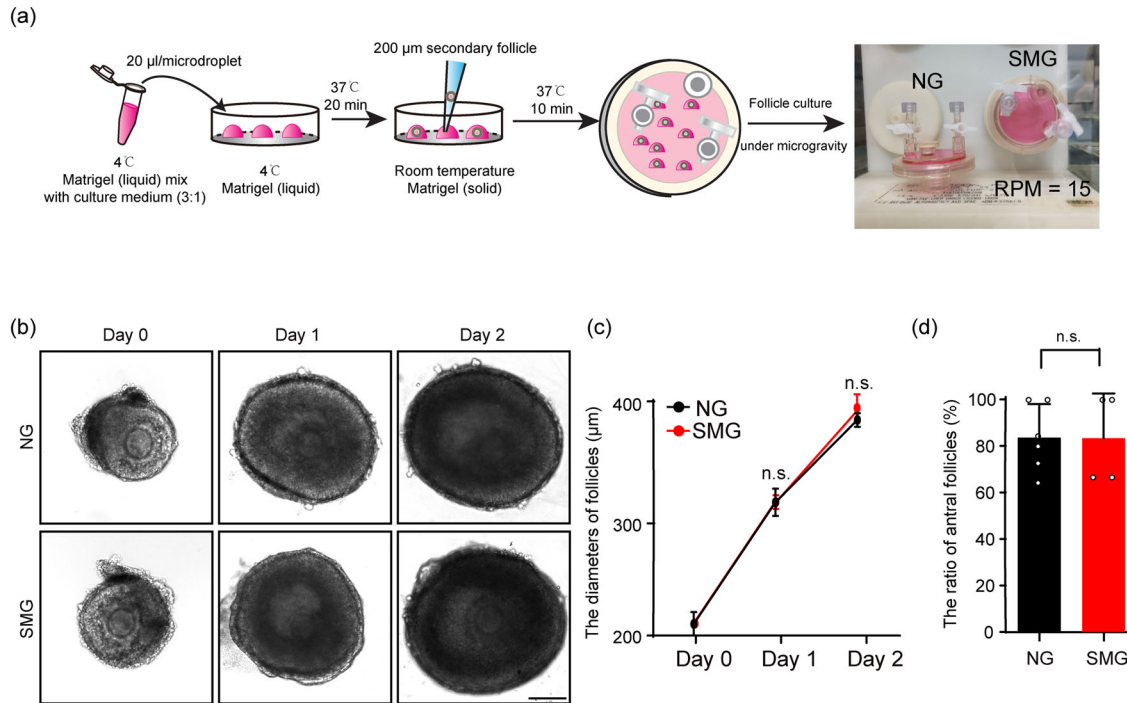 (a)
20 μl/microdroplet
4℃
Matrigel (liquid) mix
with culture medium (3:1)
4℃
Matrigel (liquid)
37℃
20 min
200 μm secondary follicle
Room temperature
Matrigel (solid)
37℃
10 min
Follicle culture
under microgravity
NG
SMG
RPM = 15
(b)
Day 0
Day 1
Day 2
NG
SMG
(c)
The diameters of follicles (μm)
400
300
200
NG
SMG
n.s.
n.s.
Day 0
Day 1
Day 2
(d)
n.s.
The ratio of antral follicles (%)
100
80
60
40
20
0
NG
SMG